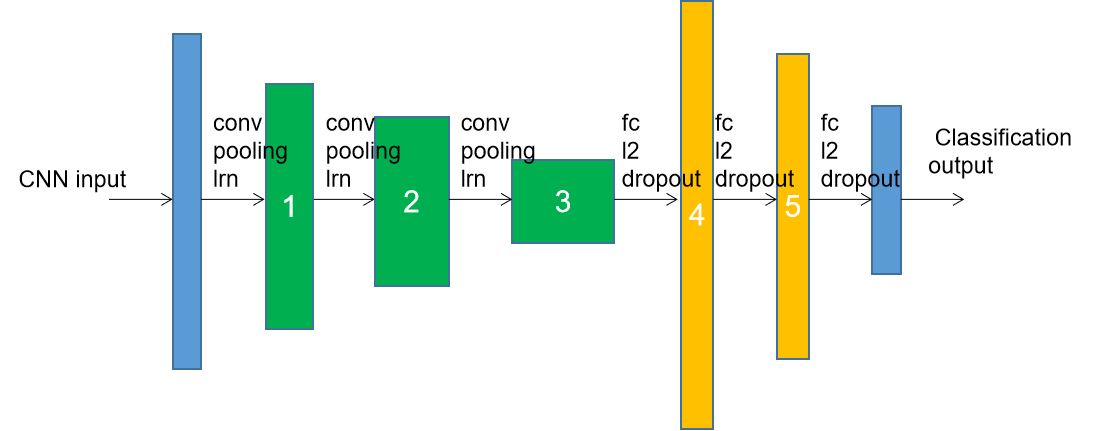 CNN input
conv
pooling
lrn
1
conv
pooling
lrn
2
conv
pooling
lrn
3
fc
l2
dropout
4
fc
l2
dropout
5
fc
l2
dropout
Classification
output